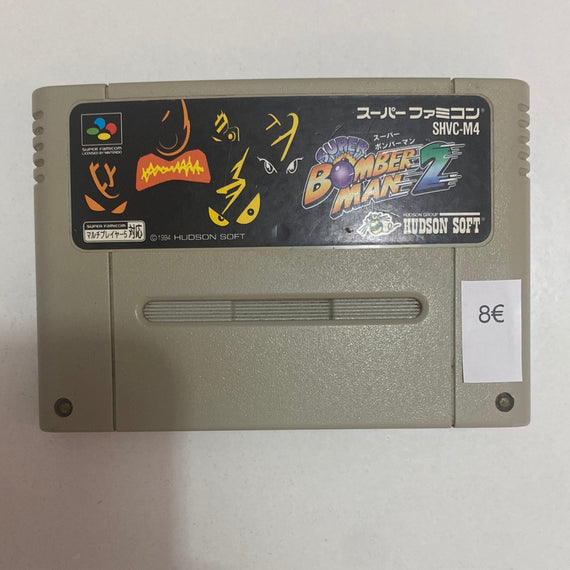 SUPER FAMICOM
LICENSED BY NINTENDO
スーパーファミコン
SHVC-M4
スーパー
ボンバーマン
SUPER
BOMBER
MAN 2
HUDSON GROUP
HUDSON SOFT
SUPER FAMICOM
マルチプレイヤー5 対応
© 1994 HUDSON SOFT
8€